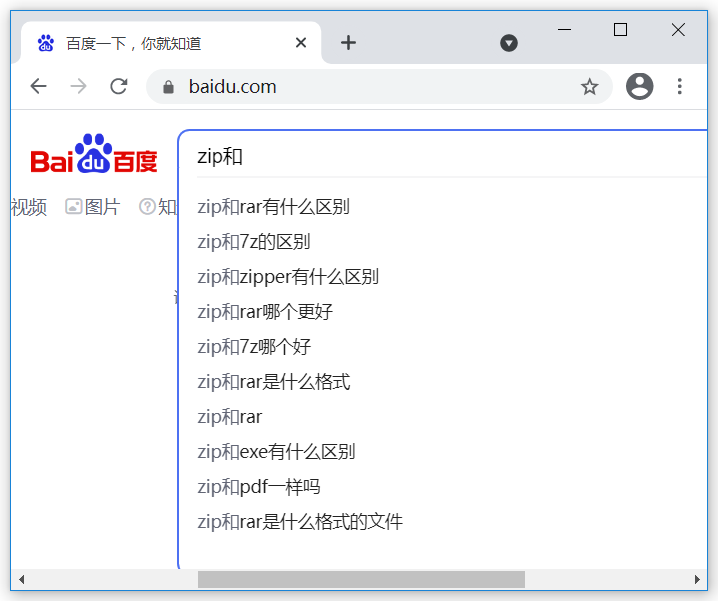 百度一下，你就知道
baidu.com
Bai du 百度
zip和
视频 图片 知
zip和rar有什么区别
zip和7z的区别
zip和zipper有什么区别
zip和rar哪个更好
zip和7z哪个好
zip和rar是什么格式
zip和rar
zip和exe有什么区别
zip和pdf一样吗
zip和rar是什么格式的文件